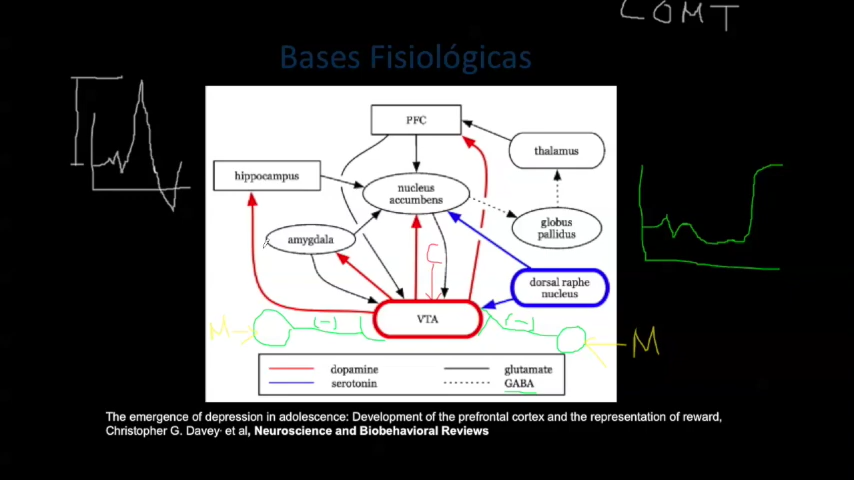 COMT
Bases Fisiológicas
PFC
thalamus
hippocampus
nucleus
accumbens
globus
pallidus
amygdala
C
dorsal raphe
nucleus
M
(-)
VTA
(-)
M
dopamine
glutamate
serotonin
GABA
The emergence of depression in adolescence: Development of the prefrontal cortex and the representation of reward,
Christopher G. Davey· et al, Neuroscience and Biobehavioral Reviews